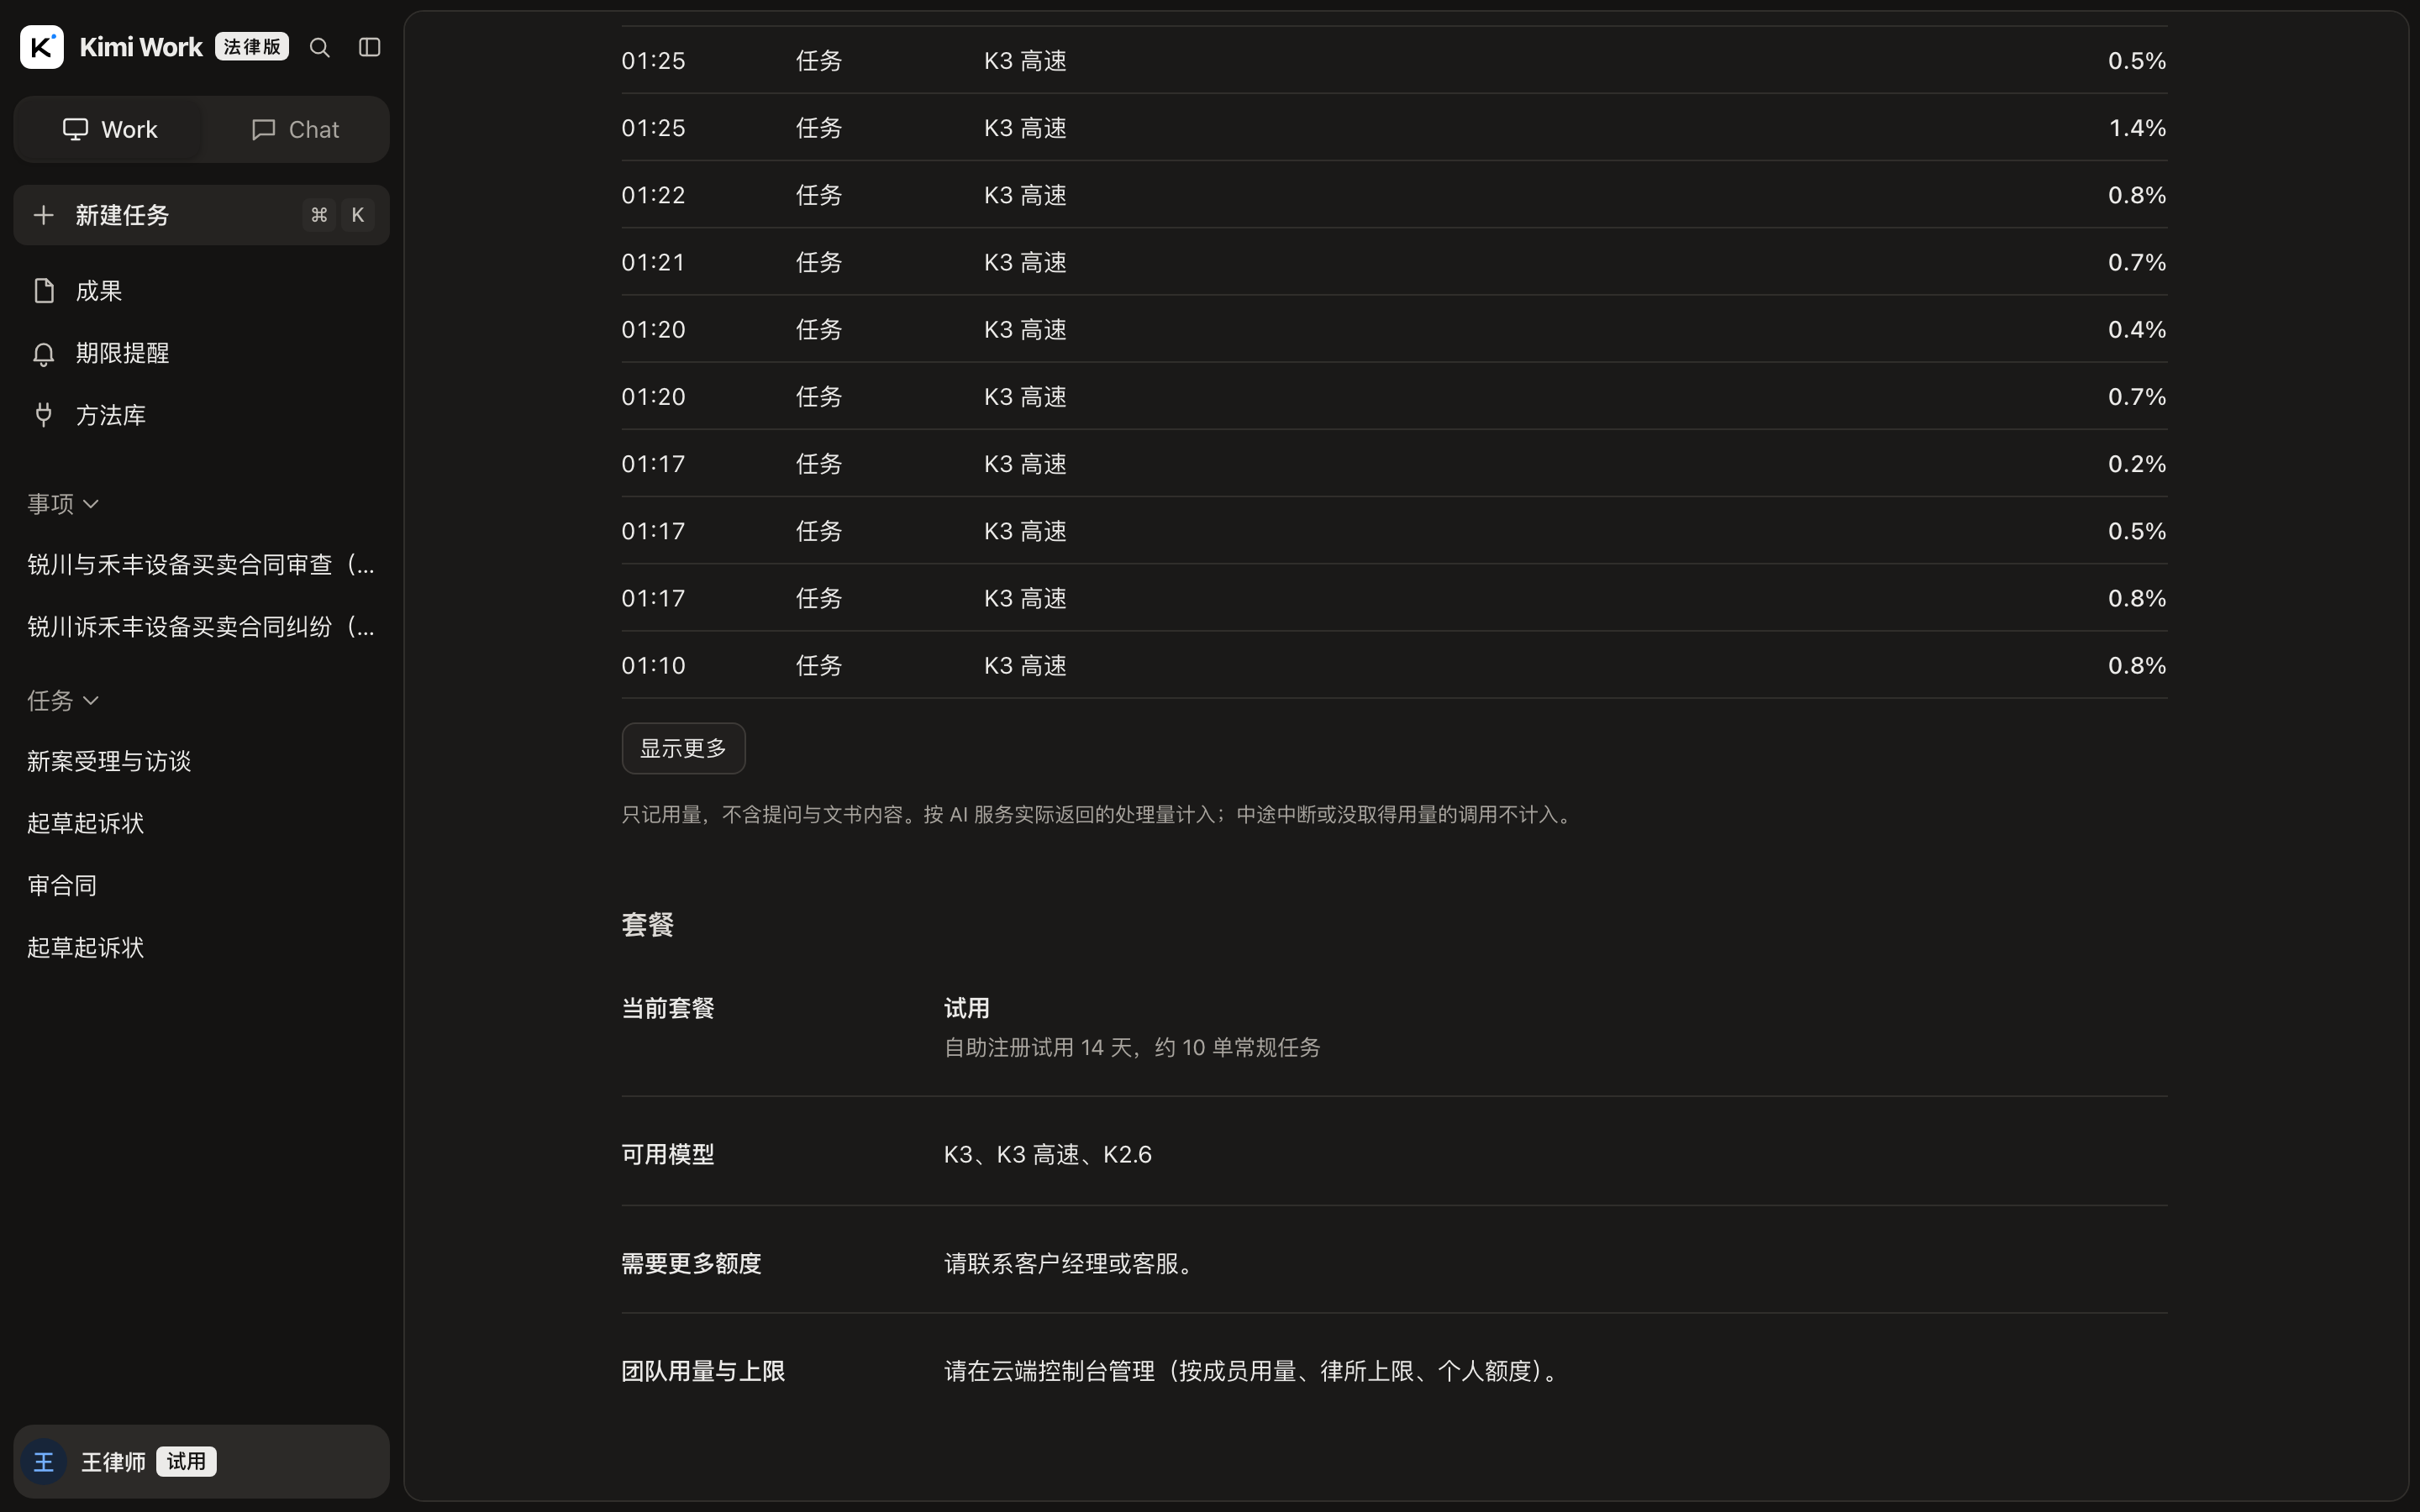 Kimi Work 法律版
Work Chat
新建任务 ⌘ K
成果
期限提醒
方法库
事项
锐川与禾丰设备买卖合同审查（...
锐川诉禾丰设备买卖合同纠纷（...
任务
新案受理与访谈
起草起诉状
审合同
起草起诉状
王 王律师 试用
01:25 任务 K3 高速 0.5%
01:25 任务 K3 高速 1.4%
01:22 任务 K3 高速 0.8%
01:21 任务 K3 高速 0.7%
01:20 任务 K3 高速 0.4%
01:20 任务 K3 高速 0.7%
01:17 任务 K3 高速 0.2%
01:17 任务 K3 高速 0.5%
01:17 任务 K3 高速 0.8%
01:10 任务 K3 高速 0.8%
显示更多
只记用量，不含提问与文书内容。按 AI 服务实际返回的处理量计入；中途中断或没取得用量的调用不计入。
套餐
当前套餐 试用
自助注册试用 14 天，约 10 单常规任务
可用模型 K3、K3 高速、K2.6
需要更多额度 请联系客户经理或客服。
团队用量与上限 请在云端控制台管理（按成员用量、律所上限、个人额度）。